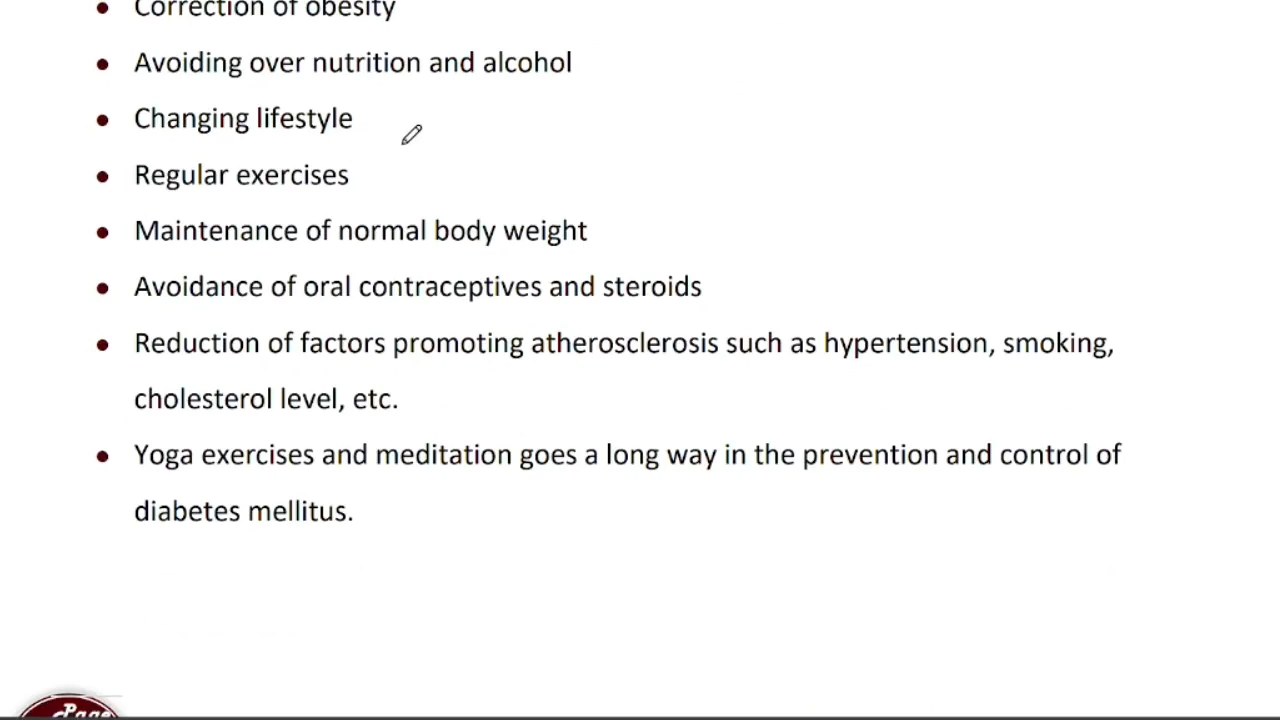 • Correction of obesity
• Avoiding over nutrition and alcohol
• Changing lifestyle
• Regular exercises
• Maintenance of normal body weight
• Avoidance of oral contraceptives and steroids
• Reduction of factors promoting atherosclerosis such as hypertension, smoking,
cholesterol level, etc.
• Yoga exercises and meditation goes a long way in the prevention and control of
diabetes mellitus.
Page